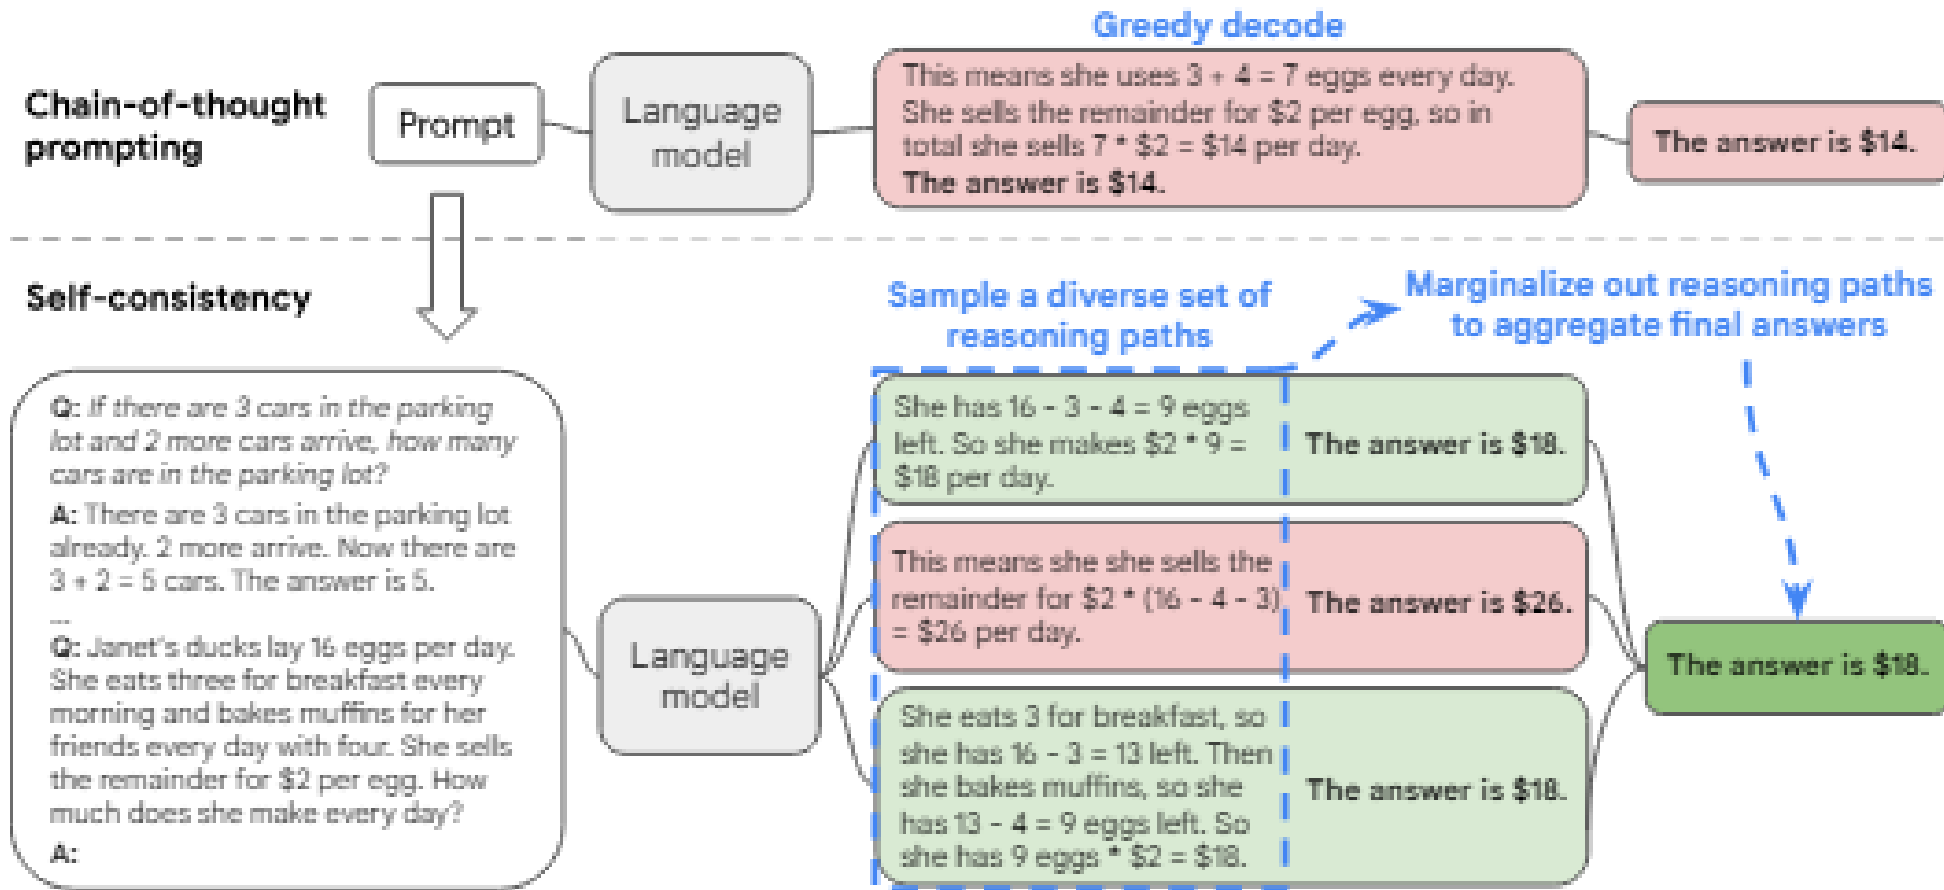 Greedy decode
Chain-of-thought
prompting
Prompt
Language
model
This means she uses 3 + 4 = 7 eggs every day.
She sells the remainder for $2 per egg, so in
total she sells 7 * $2 = $14 per day.
The answer is $14.
The answer is $14.
Self-consistency
Sample a diverse set of
reasoning paths
Marginalize out reasoning paths
to aggregate final answers
Q: If there are 3 cars in the parking
lot and 2 more cars arrive, how many
cars are in the parking lot?
A: There are 3 cars in the parking lot
already. 2 more arrive. Now there are
3 + 2 = 5 cars. The answer is 5.
...
Q: Janet's ducks lay 16 eggs per day.
She eats three for breakfast every
morning and bakes muffins for her
friends every day with four. She sells
the remainder for $2 per egg. How
much does she make every day?
A:
Language
model
She has 16 - 3 - 4 = 9 eggs
left. So she makes $2 * 9 =
$18 per day.
The answer is $18.
This means she she sells the
remainder for $2 * (16 - 4 - 3)
= $26 per day.
The answer is $26.
She eats 3 for breakfast, so
she has 16 - 3 = 13 left. Then
she bakes muffins, so she
has 13 - 4 = 9 eggs left. So
she has 9 eggs * $2 = $18.
The answer is $18.
The answer is $18.